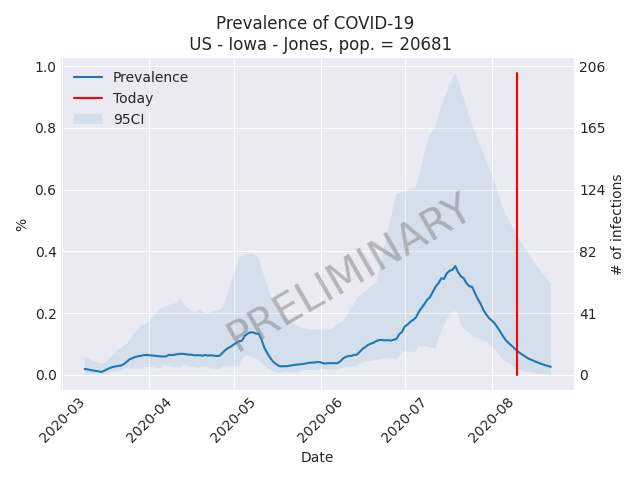 Prevalence of COVID-19
US - Iowa - Jones, pop. = 20681
Prevalence
Today
95CI
PRELIMINARY
%
1.0
0.8
0.6
0.4
0.2
0.0
206
165
124
82
41
0
# of infections
2020-03
2020-04
2020-05
2020-06
2020-07
2020-08
Date